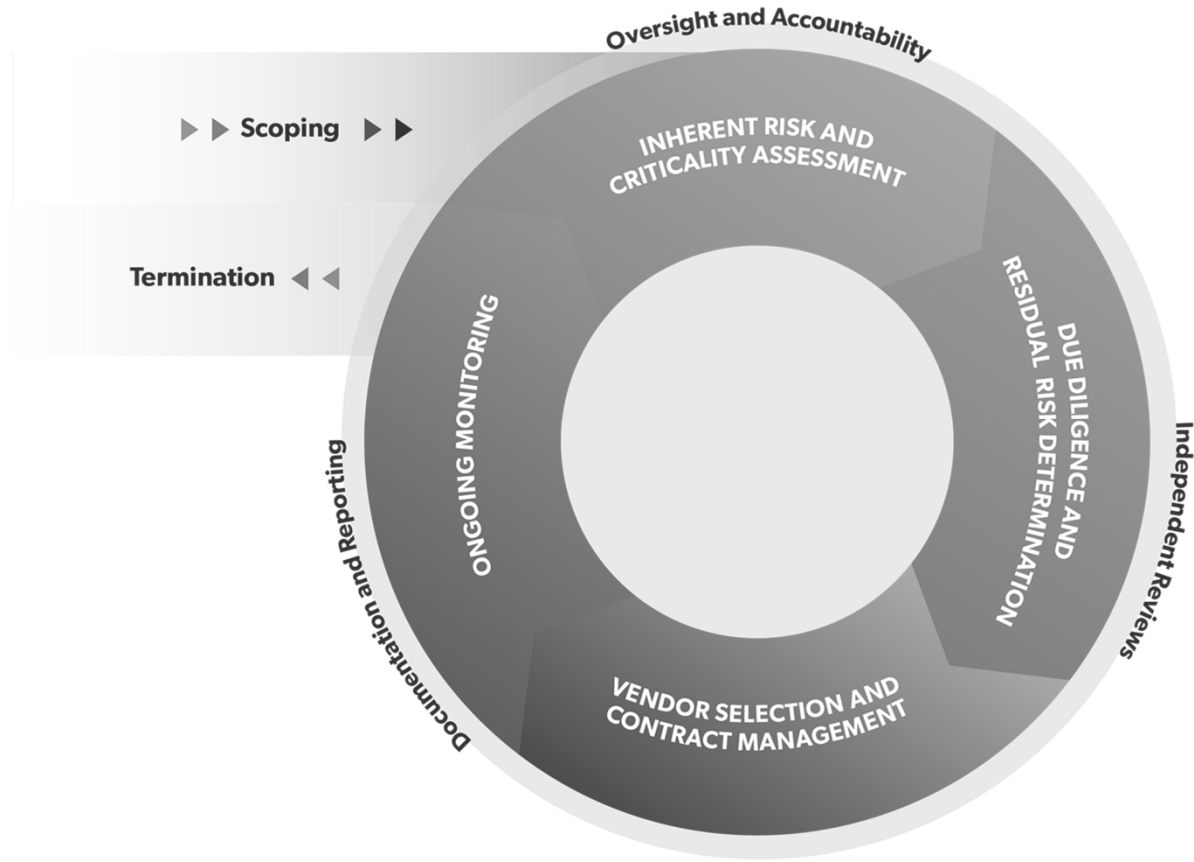 Oversight and Accountability
Scoping
INHERENT RISK AND
CRITICALITY ASSESSMENT
Termination
DUE DILIGENCE AND
RESIDUAL RISK DETERMINATION
Independent Reviews
VENDOR SELECTION AND
CONTRACT MANAGEMENT
ONGOING MONITORING
Documentation and Reporting